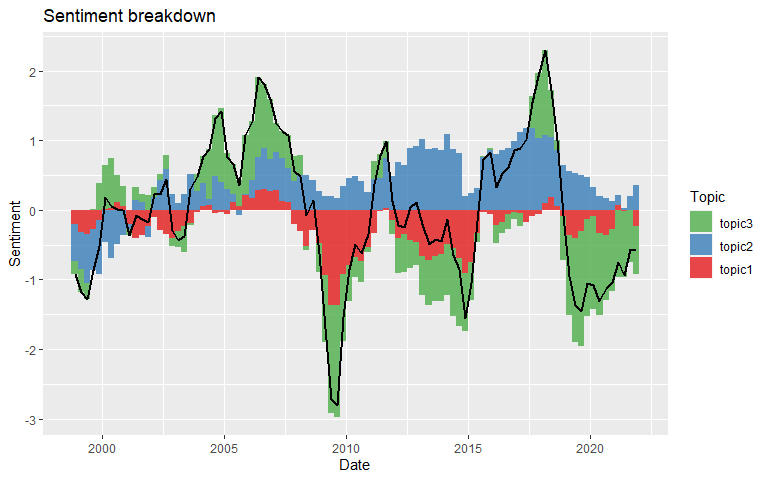 Sentiment breakdown
Sentiment
2
1
0
-1
-2
-3
2000
2005
2010
2015
2020
Date
Topic
topic3
topic2
topic1